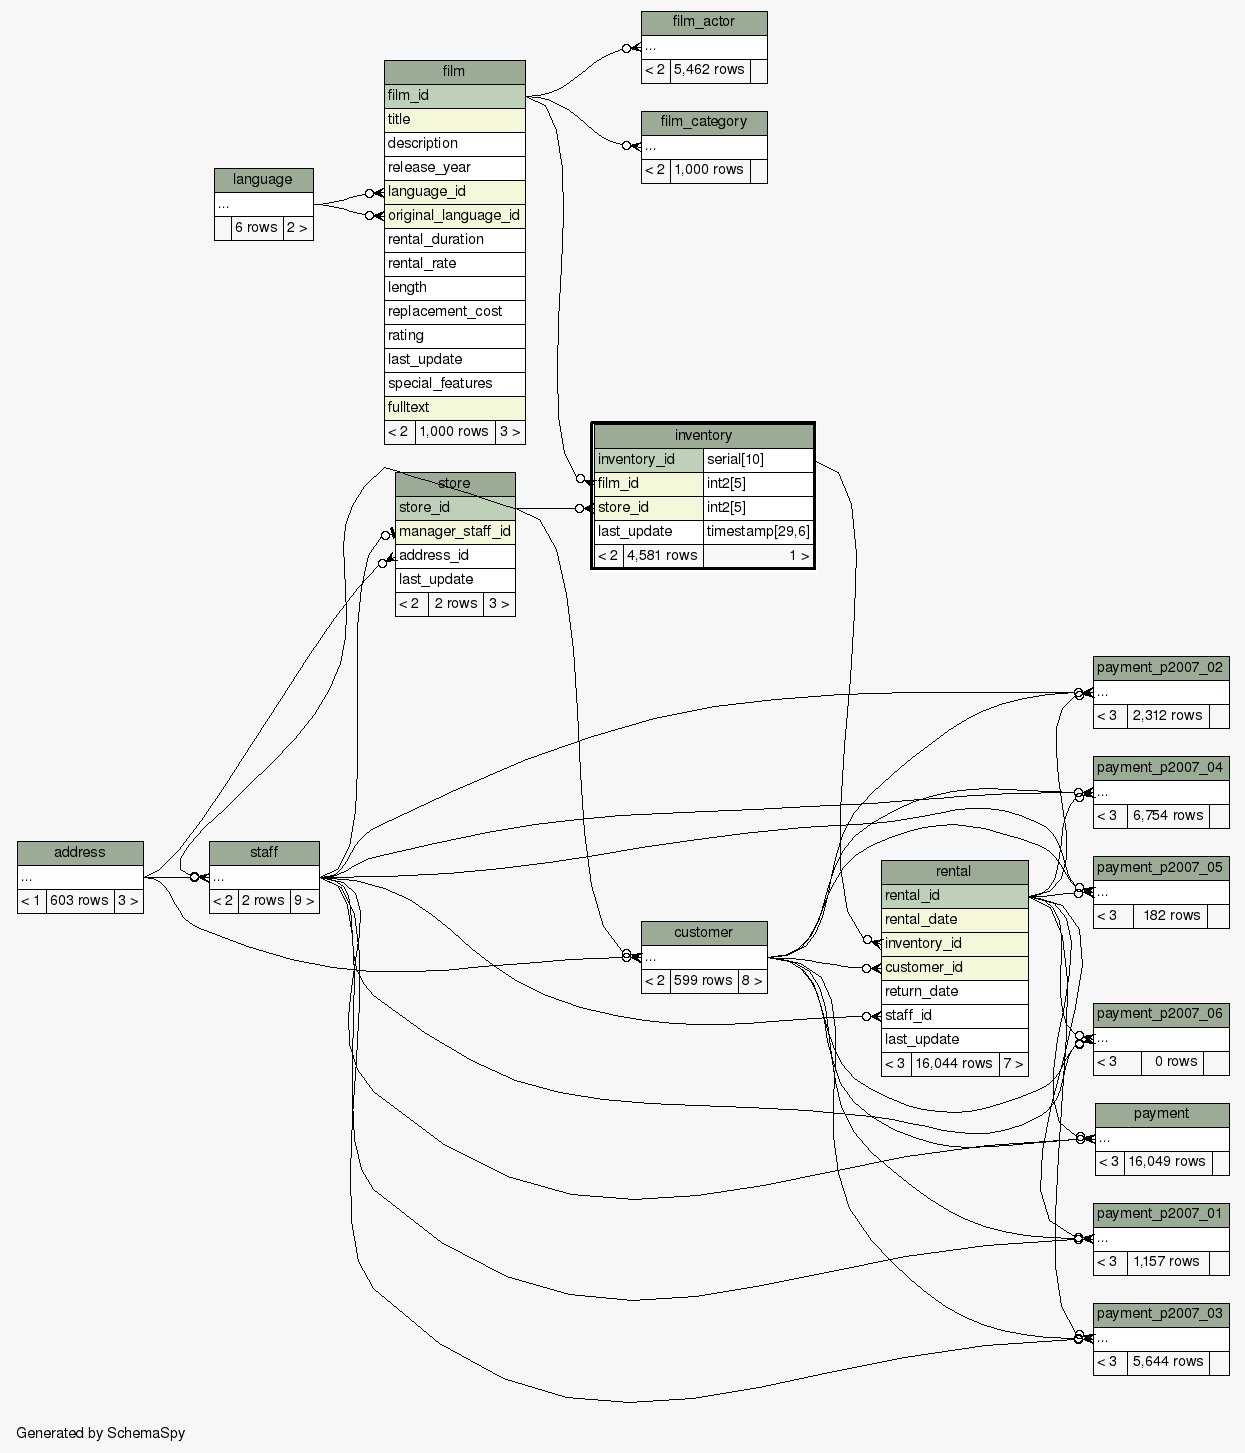 film_actor
...
< 2 5,462 rows
film
film_id
title
description
release_year
language_id
original_language_id
rental_duration
rental_rate
length
replacement_cost
rating
last_update
special_features
fulltext
< 2 1,000 rows 3 >
film_category
...
< 2 1,000 rows
language
...
6 rows 2 >
inventory
inventory_id serial[10]
film_id int2[5]
store_id int2[5]
last_update timestamp[29,6]
< 2 4,581 rows 1 >
store
store_id
manager_staff_id
address_id
last_update
< 2 2 rows 3 >
payment_p2007_02
...
< 3 2,312 rows
payment_p2007_04
...
< 3 6,754 rows
address
...
< 1 603 rows 3 >
staff
...
< 2 2 rows 9 >
payment_p2007_05
...
< 3 182 rows
rental
rental_id
rental_date
inventory_id
customer_id
return_date
staff_id
last_update
< 3 16,044 rows 7 >
customer
...
< 2 599 rows 8 >
payment_p2007_06
...
< 3 0 rows
payment
...
< 3 16,049 rows
payment_p2007_01
...
< 3 1,157 rows
payment_p2007_03
...
< 3 5,644 rows
Generated by SchemaSpy